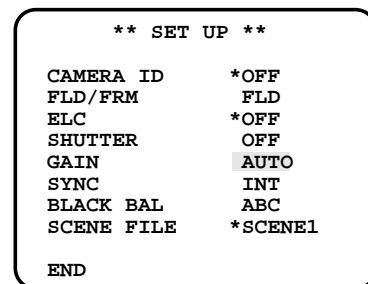 ** SET UP **
CAMERA ID *OFF
FLD/FRM FLD
ELC *OFF
SHUTTER OFF
GAIN AUTO
SYNC INT
BLACK BAL ABC
SCENE FILE *SCENE1
END